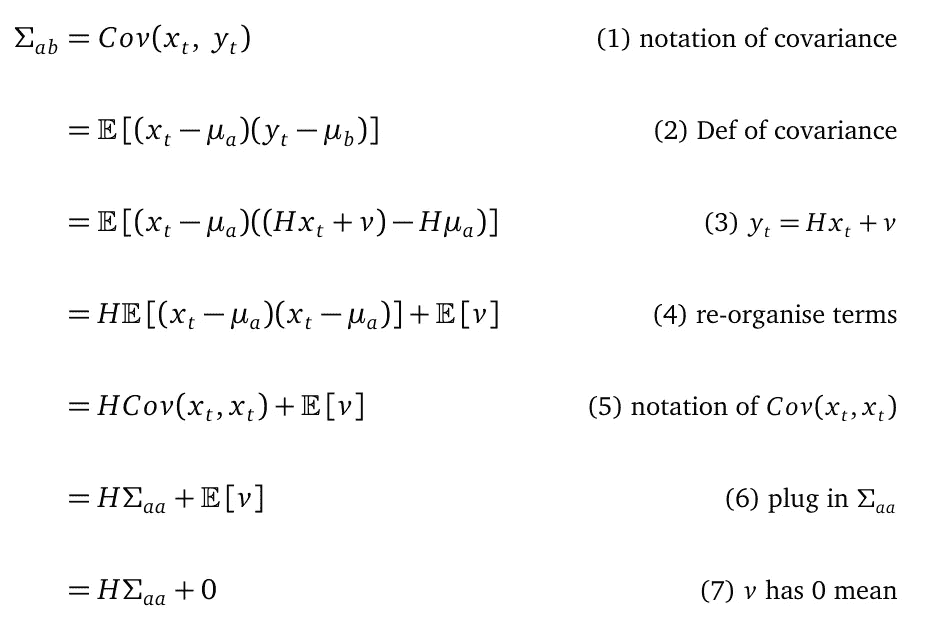 Σ_ab = Cov(x_t, y_t) (1) notation of covariance
= 𝔼[(x_t − μ_a)(y_t − μ_b)] (2) Def of covariance
= 𝔼[(x_t − μ_a)((Hx_t + v) − Hμ_a)] (3) y_t = Hx_t + v
= H𝔼[(x_t − μ_a)(x_t − μ_a)] + 𝔼[v] (4) re-organise terms
= HCov(x_t, x_t) + 𝔼[v] (5) notation of Cov(x_t, x_t)
= HΣ_aa + 𝔼[v] (6) plug in Σ_aa
= HΣ_aa + 0 (7) v has 0 mean